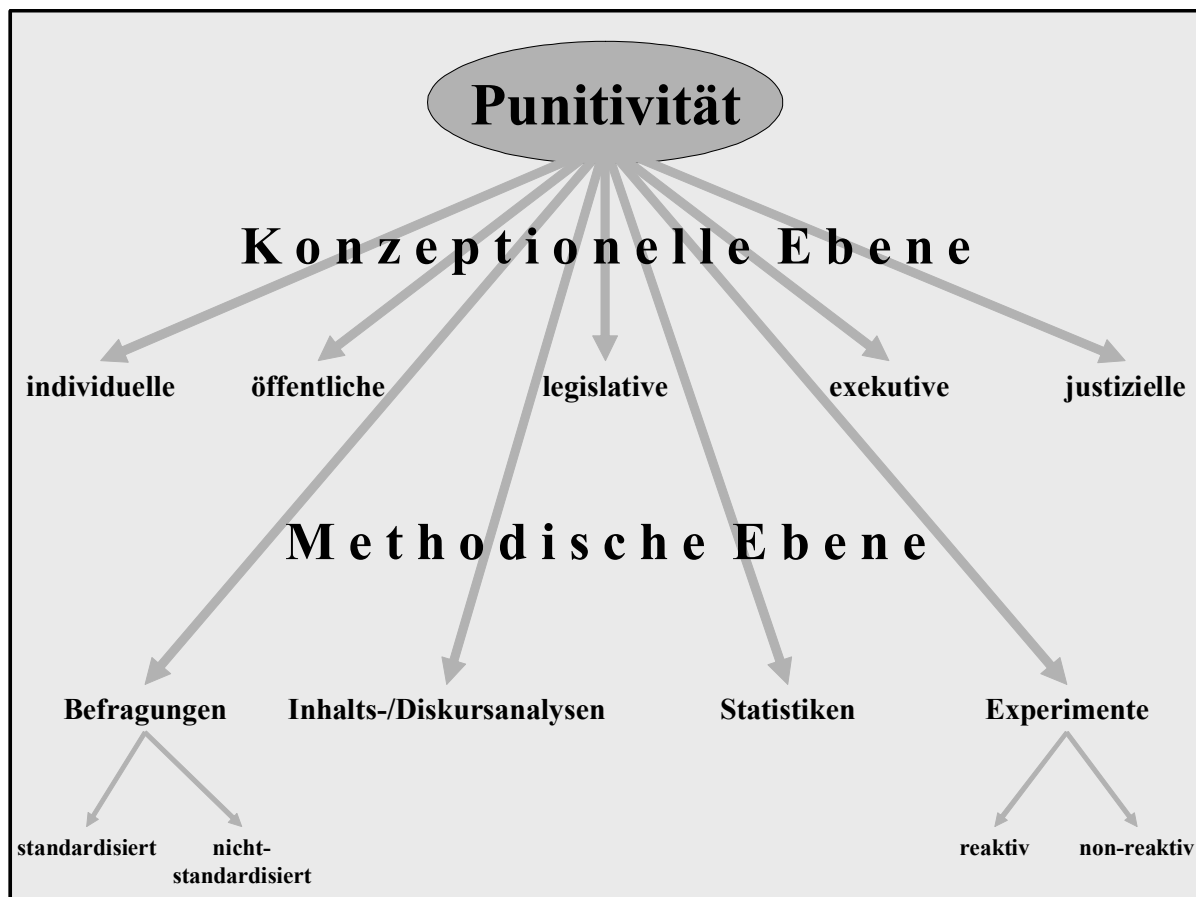 Punitivität
Konzeptionelle Ebene
individuelle öffentliche legislative exekutive justizielle
Methodische Ebene
Befragungen Inhalts-/Diskursanalysen Statistiken Experimente
standardisiert nicht- reaktiv non-reaktiv
standardisiert